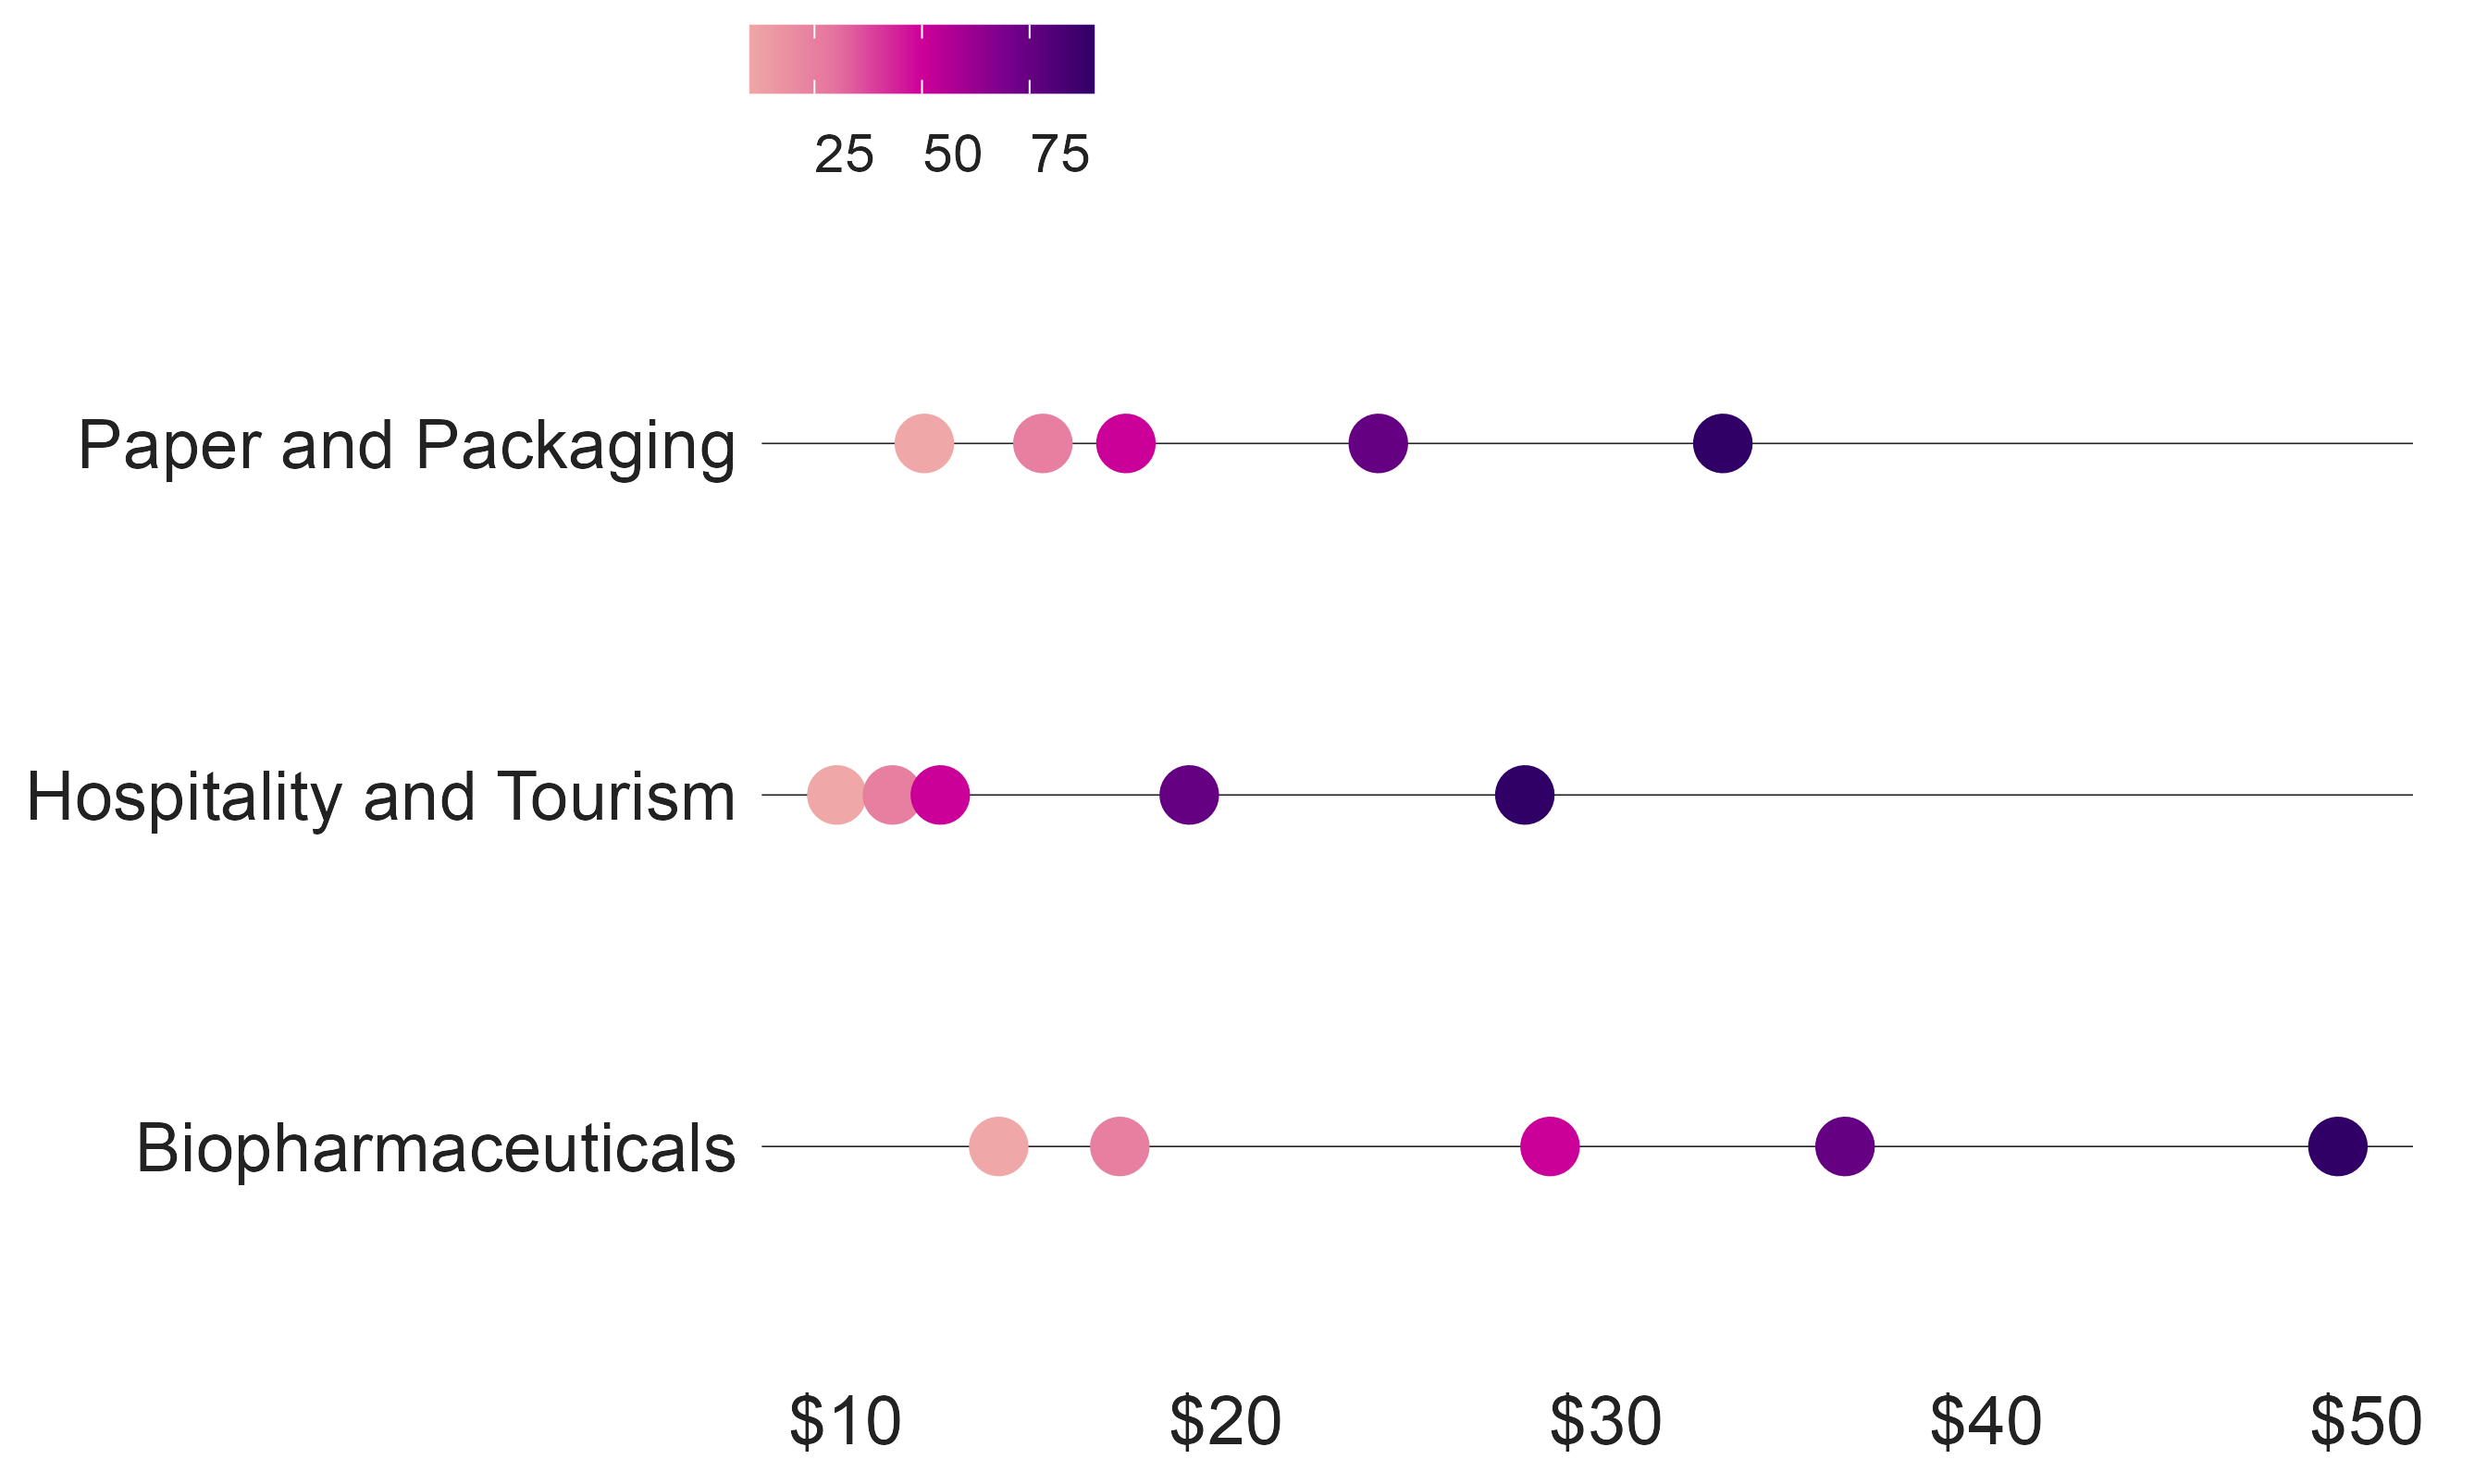 25 50 75
Paper and Packaging
Hospitality and Tourism
Biopharmaceuticals
$10 $20 $30 $40 $50